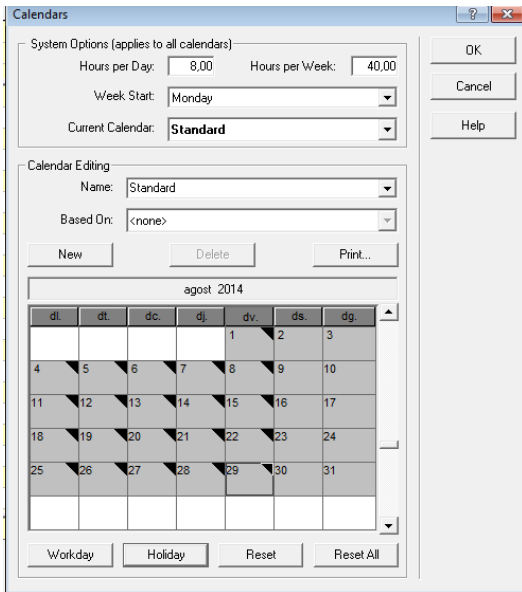 Calendars
System Options (applies to all calendars)
Hours per Day: 8,00 Hours per Week: 40,00
Week Start: Monday
Current Calendar: Standard
OK
Cancel
Help
Calendar Editing
Name: Standard
Based On: <none>
New Delete Print...
agost 2014
dl. dt. dc. dj. dv. ds. dg.
1 2 3
4 5 6 7 8 9 10
11 12 13 14 15 16 17
18 19 20 21 22 23 24
25 26 27 28 29 30 31
Workday Holiday Reset Reset All